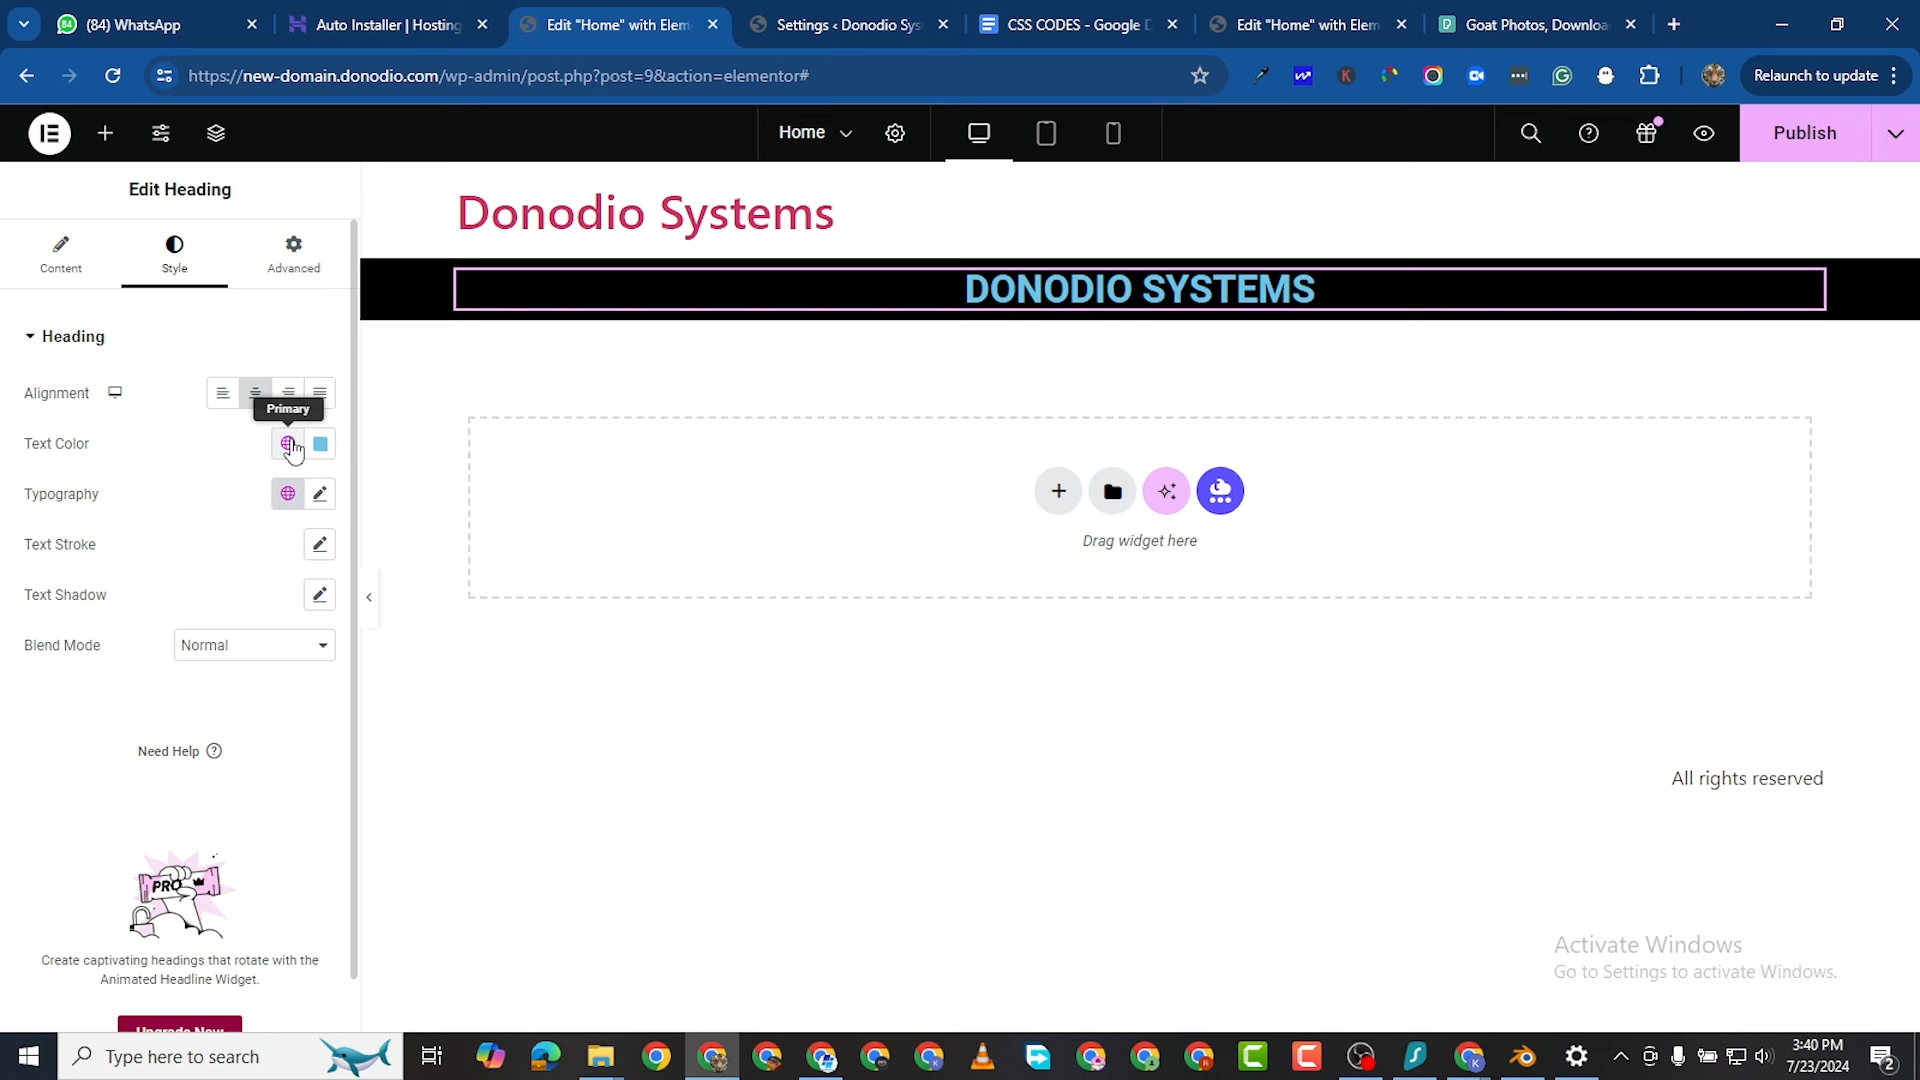 (84) WhatsApp
Auto Installer | Hosting
Edit "Home" with Elem
Settings ‹ Donodio Sys
CSS CODES - Google D
Edit "Home" with Elem
Goat Photos, Downloa
https://new-domain.donodio.com/wp-admin/post.php?post=9&action=elementor#
Relaunch to update
Home
Publish
Edit Heading
Content
Style
Advanced
Heading
Alignment
Primary
Text Color
Typography
Text Stroke
Text Shadow
Blend Mode
Normal
Need Help
PRO
Create captivating headings that rotate with the
Animated Headline Widget.
Upgrade Now
Donodio Systems
DONODIO SYSTEMS
Drag widget here
All rights reserved
Activate Windows
Go to Settings to activate Windows.
Type here to search
3:40 PM
7/23/2024
2